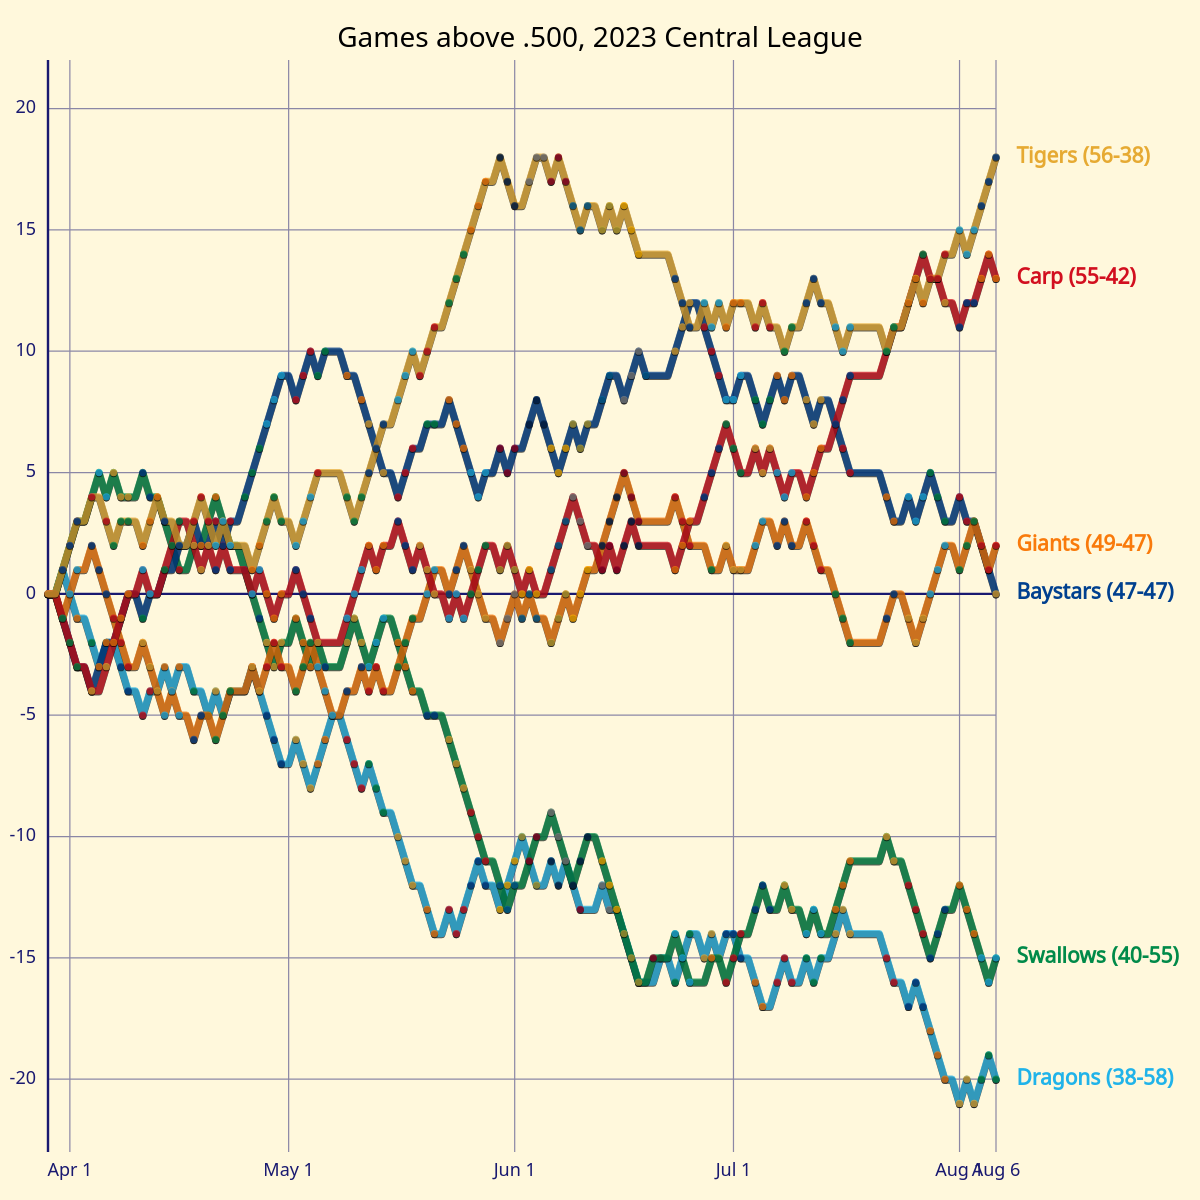 Games above .500, 2023 Central League
20
15
10
5
0
-5
-10
-15
-20
Tigers (56-38)
Carp (55-42)
Giants (49-47)
Baystars (47-47)
Swallows (40-55)
Dragons (38-58)
Apr 1 May 1 Jun 1 Jul 1 Aug 1 Aug 6